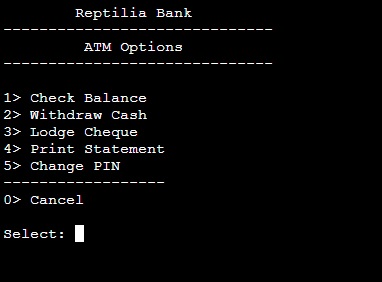 Reptilia Bank
------------------------------
ATM Options
------------------------------
1> Check Balance
2> Withdraw Cash
3> Lodge Cheque
4> Print Statement
5> Change PIN
------------------
0> Cancel
Select: